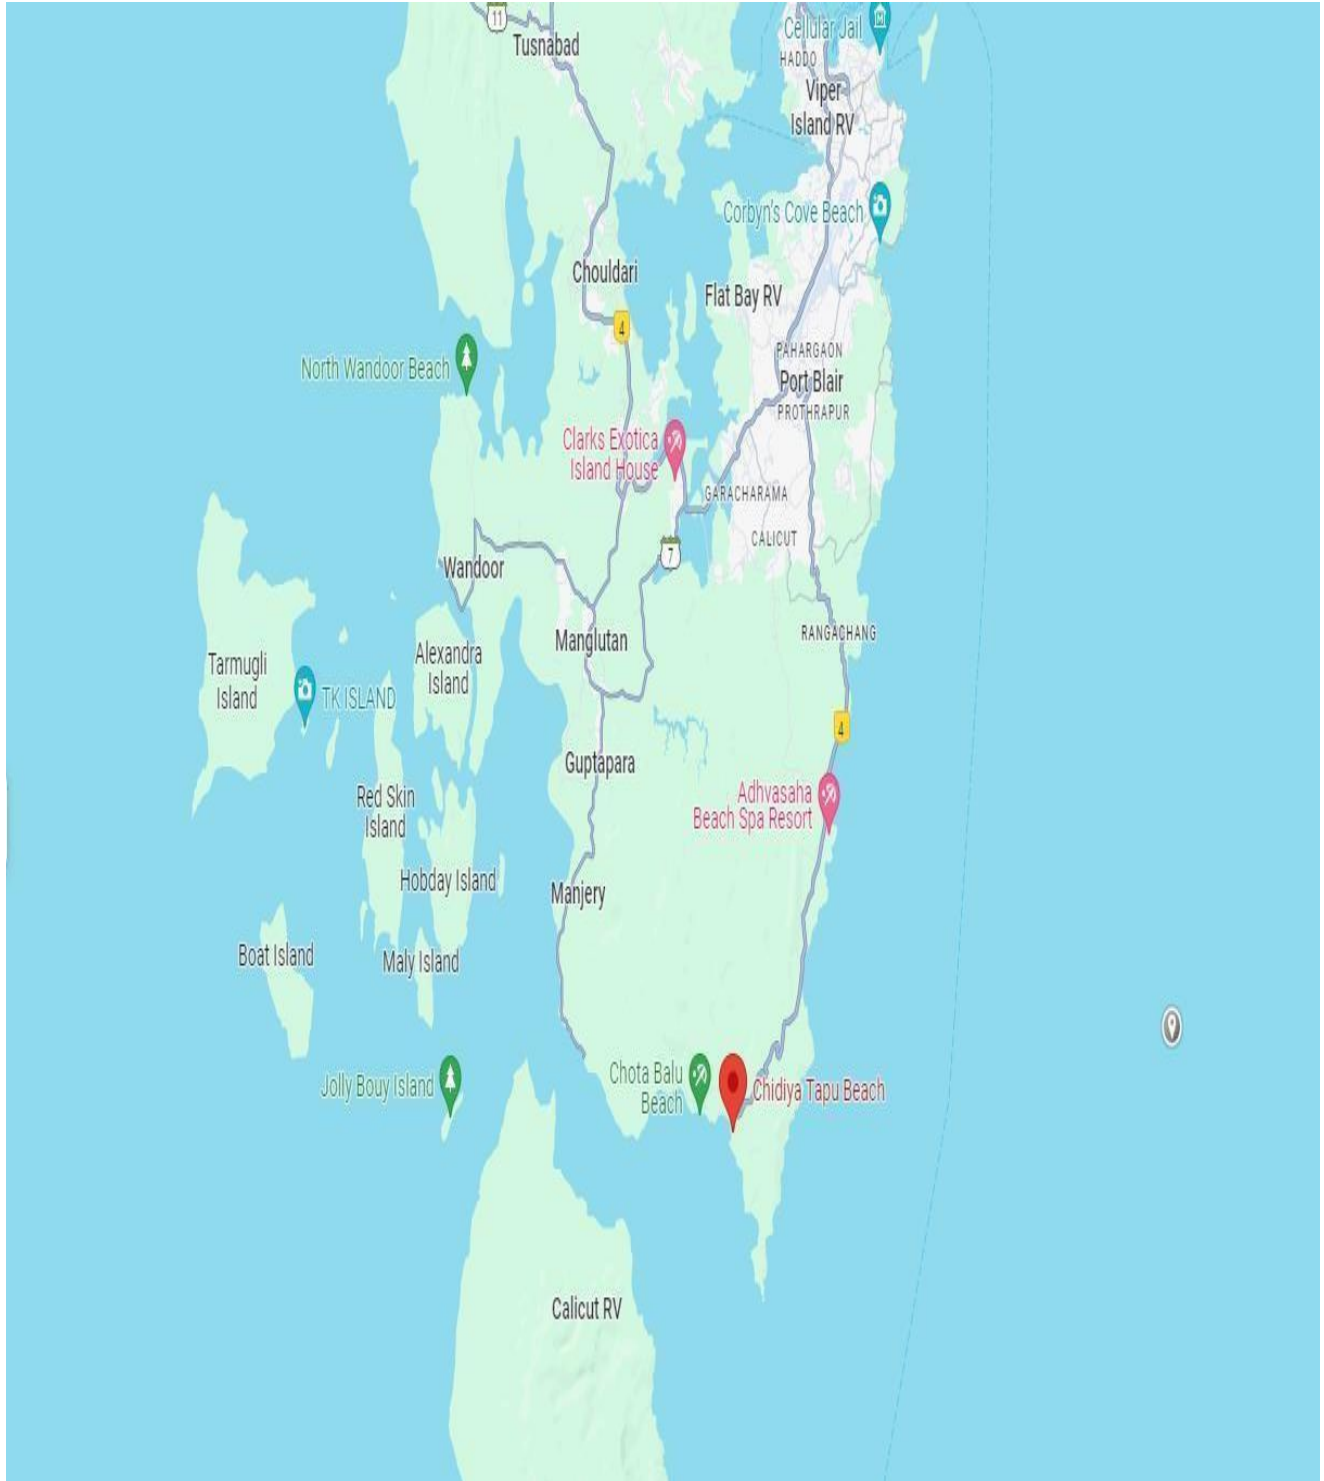 11
Tusnabad
Cellular Jail
HADDO
Viper
Island RV
Corbyn's Cove Beach
Chouldari
Flat Bay RV
4
North Wandoor Beach
PAHARGAON
Port Blair
PROTHRAPUR
Clarks Exotica
Island House
GARACHARAMA
CALICUT
7
Wandoor
Manglutan
RANGACHANG
Alexandra
Island
Tarmugli
Island
TK ISLAND
4
Guptapara
Red Skin
Island
Adhvasaha
Beach Spa Resort
Hobday Island
Manjery
Boat Island
Maly Island
Jolly Bouy Island
Chota Balu
Beach
Chidiya Tapu Beach
Calicut RV